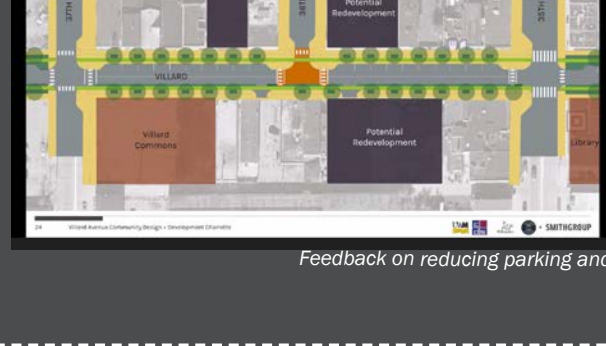 37TH
36TH
35TH
Potential
Redevelopment
VILLARD
Villard
Commons
Potential
Redevelopment
Library
24 Villard Avenue Community Design + Development Charrette
SMITHGROUP
Feedback on reducing parking and